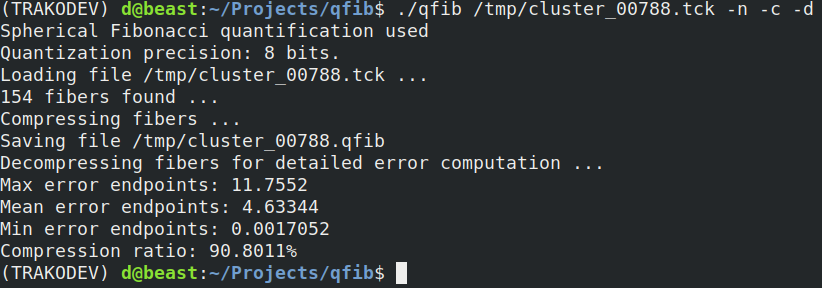 (TRAKODEV) d@beast:~/Projects/qfib$ ./qfib /tmp/cluster_00788.tck -n -c -d
Spherical Fibonacci quantification used
Quantization precision: 8 bits.
Loading file /tmp/cluster_00788.tck ...
154 fibers found ...
Compressing fibers ...
Saving file /tmp/cluster_00788.qfib
Decompressing fibers for detailed error computation ...
Max error endpoints: 11.7552
Mean error endpoints: 4.63344
Min error endpoints: 0.0017052
Compression ratio: 90.8011%
(TRAKODEV) d@beast:~/Projects/qfib$